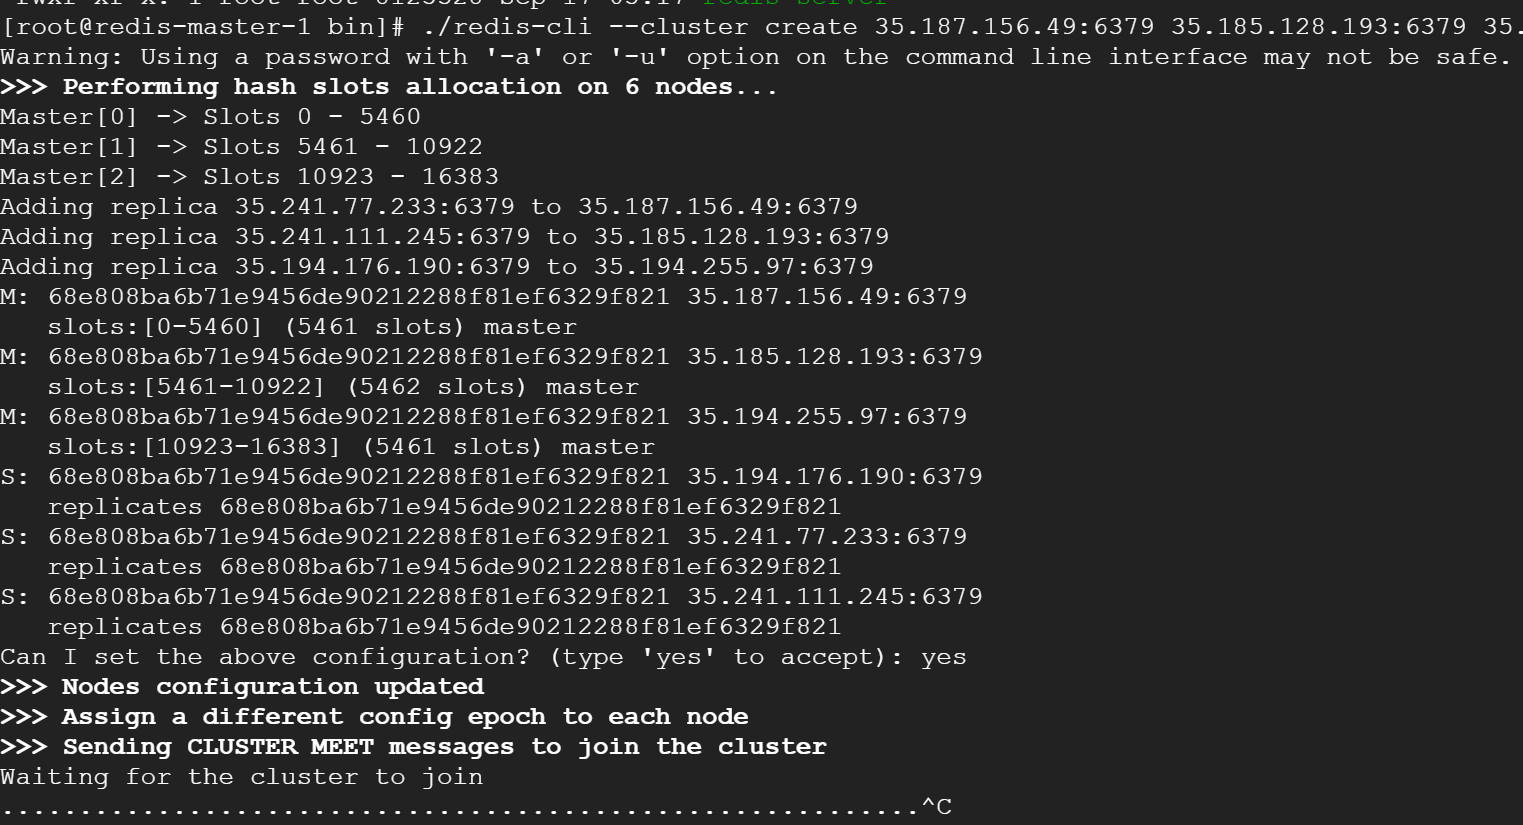 redis-server
[root@redis-master-1 bin]# ./redis-cli --cluster create 35.187.156.49:6379 35.185.128.193:6379 35.
Warning: Using a password with '-a' or '-u' option on the command line interface may not be safe.
>>> Performing hash slots allocation on 6 nodes...
Master[0] -> Slots 0 - 5460
Master[1] -> Slots 5461 - 10922
Master[2] -> Slots 10923 - 16383
Adding replica 35.241.77.233:6379 to 35.187.156.49:6379
Adding replica 35.241.111.245:6379 to 35.185.128.193:6379
Adding replica 35.194.176.190:6379 to 35.194.255.97:6379
M: 68e808ba6b71e9456de90212288f81ef6329f821 35.187.156.49:6379
   slots:[0-5460] (5461 slots) master
M: 68e808ba6b71e9456de90212288f81ef6329f821 35.185.128.193:6379
   slots:[5461-10922] (5462 slots) master
M: 68e808ba6b71e9456de90212288f81ef6329f821 35.194.255.97:6379
   slots:[10923-16383] (5461 slots) master
S: 68e808ba6b71e9456de90212288f81ef6329f821 35.194.176.190:6379
   replicates 68e808ba6b71e9456de90212288f81ef6329f821
S: 68e808ba6b71e9456de90212288f81ef6329f821 35.241.77.233:6379
   replicates 68e808ba6b71e9456de90212288f81ef6329f821
S: 68e808ba6b71e9456de90212288f81ef6329f821 35.241.111.245:6379
   replicates 68e808ba6b71e9456de90212288f81ef6329f821
Can I set the above configuration? (type 'yes' to accept): yes
>>> Nodes configuration updated
>>> Assign a different config epoch to each node
>>> Sending CLUSTER MEET messages to join the cluster
Waiting for the cluster to join
...........................................................^C